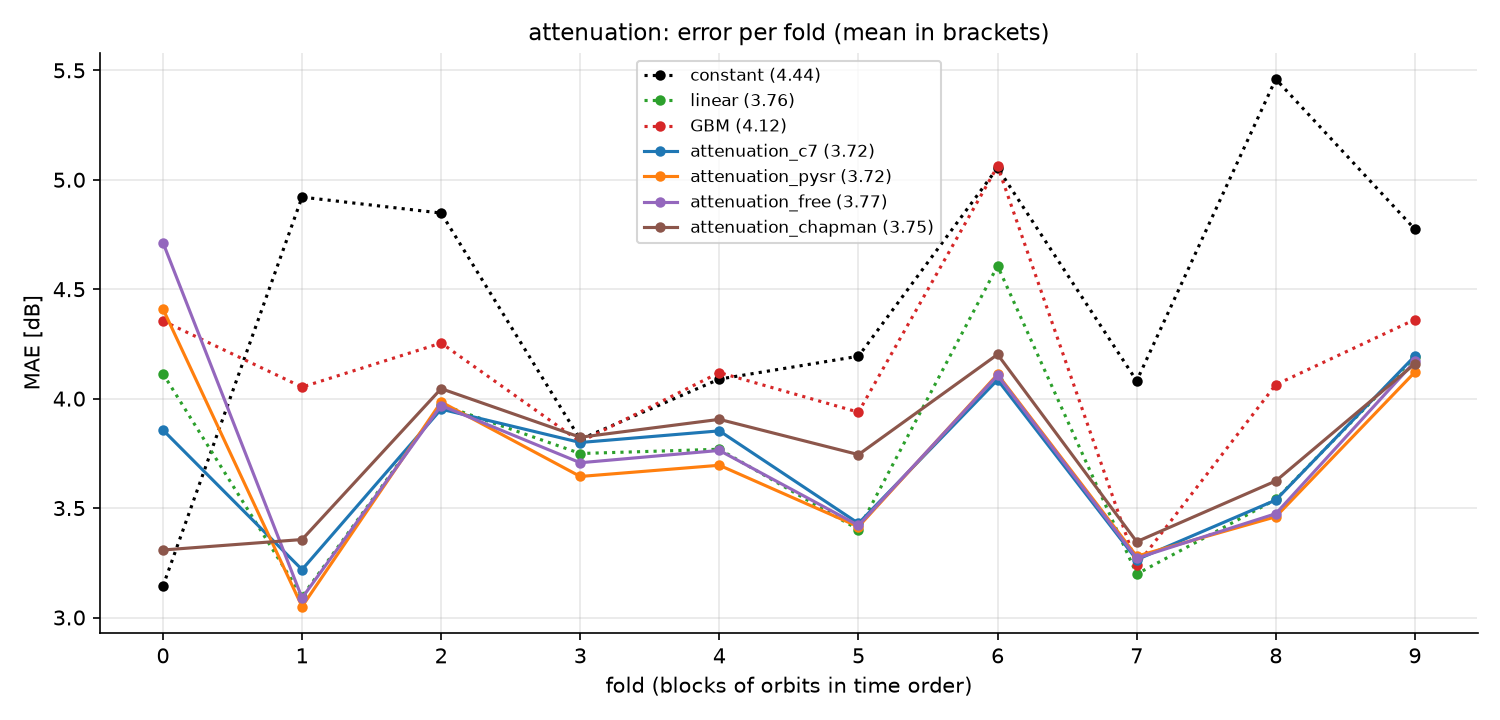 attenuation: error per fold (mean in brackets)
constant (4.44)
linear (3.76)
GBM (4.12)
attenuation_c7 (3.72)
attenuation_pysr (3.72)
attenuation_free (3.77)
attenuation_chapman (3.75)
MAE [dB]
5.5
5.0
4.5
4.0
3.5
3.0
0 1 2 3 4 5 6 7 8 9
fold (blocks of orbits in time order)